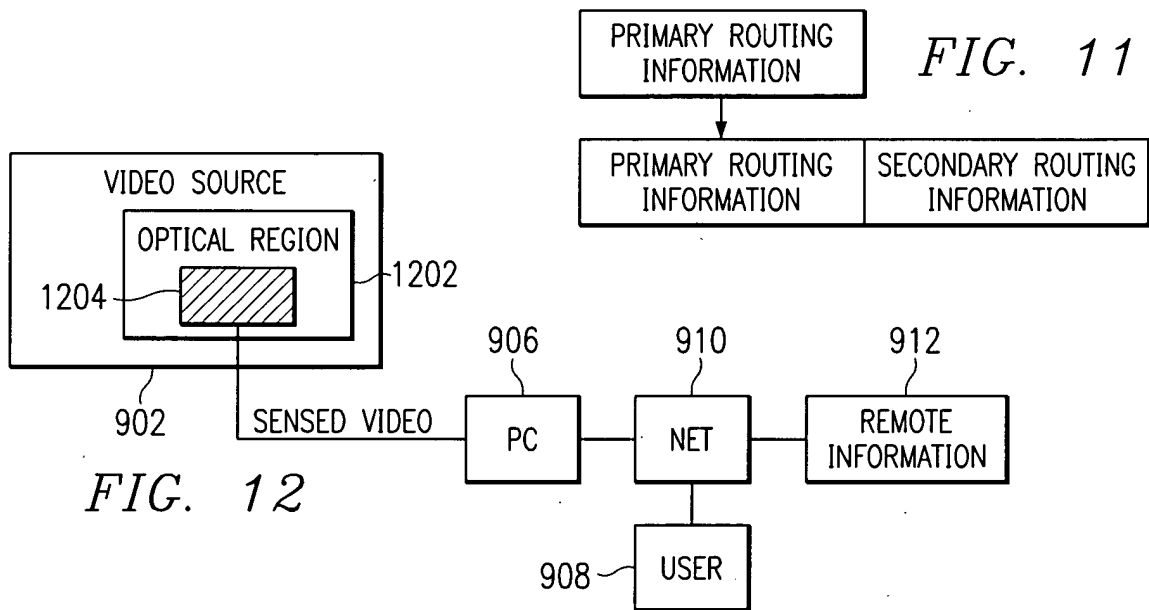 PRIMARY ROUTING
INFORMATION
FIG. 11
PRIMARY ROUTING
INFORMATION
SECONDARY ROUTING
INFORMATION
VIDEO SOURCE
OPTICAL REGION
1204
1202
902
SENSED VIDEO
906
PC
910
NET
912
REMOTE
INFORMATION
FIG. 12
908
USER